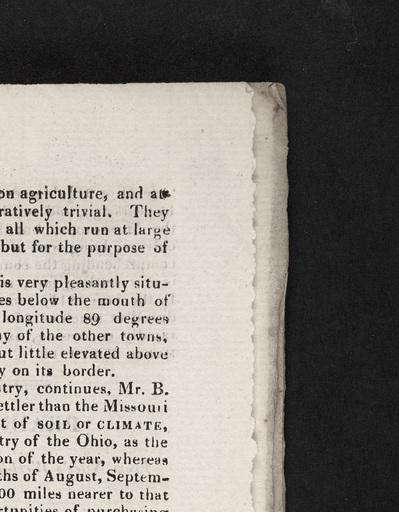 on agriculture, and at-
ratively trivial. They
all which run at large
but for the purpose of
is very pleasantly situ-
es below the mouth of
longitude 89 degrees
y of the other towns,
ut little elevated above
y on its border.
try, continues, Mr. B.
ettler than the Missouri
t of SOIL or CLIMATE,
try of the Ohio, as the
on of the year, whereas
ths of August, Septem-
00 miles nearer to that
rtunities of purchasing